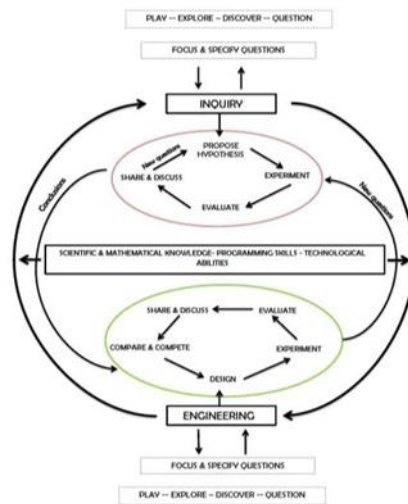 PLAY -- EXPLORE – DISCOVER -- QUESTION
FOCUS & SPECIFY QUESTIONS
INQUIRY
PROPOSE
HYPOTHESIS
New questions
SHARE & DISCUSS
EXPERIMENT
EVALUATE
Conclusions
New questions
SCIENTIFIC & MATHEMATICAL KNOWLEDGE- PROGRAMMING SKILLS - TECHNOLOGICAL
ABILITIES
SHARE & DISCUSS
EVALUATE
COMPARE & COMPETE
EXPERIMENT
DESIGN
ENGINEERING
FOCUS & SPECIFY QUESTIONS
PLAY -- EXPLORE – DISCOVER -- QUESTION